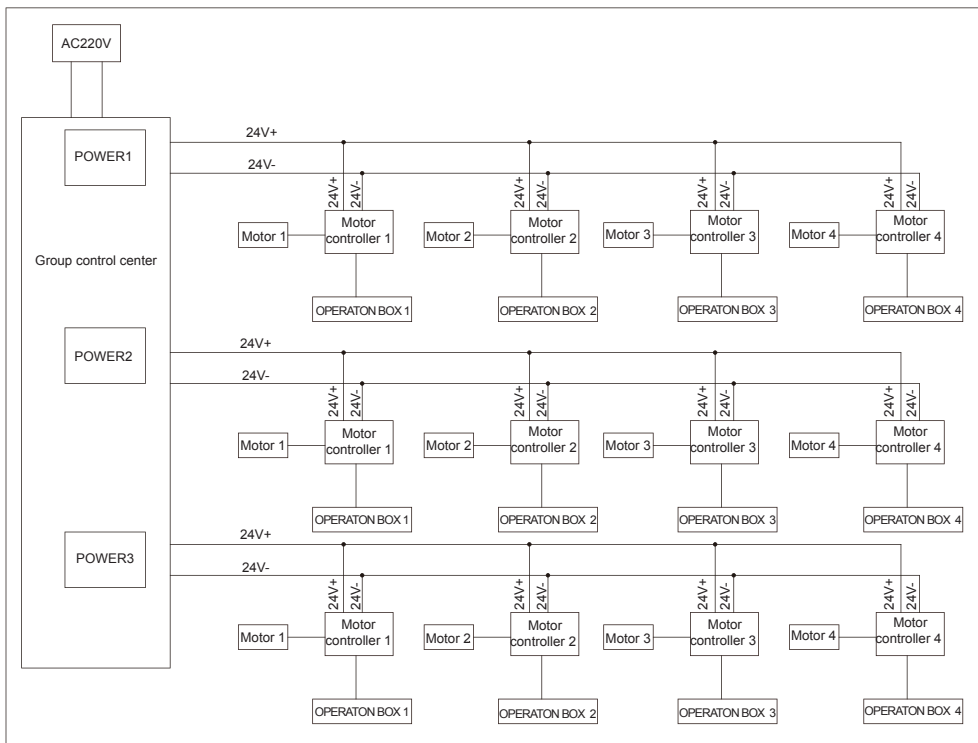 AC220V
POWER1
Group control center
POWER2
POWER3
24V+
24V-
24V+
24V-
24V+
24V-
24V+
24V-
24V+
24V-
Motor 1
Motor
controller 1
Motor 2
Motor
controller 2
Motor 3
Motor
controller 3
Motor 4
Motor
controller 4
OPERATON BOX 1
OPERATON BOX 2
OPERATON BOX 3
OPERATON BOX 4
24V+
24V-
24V+
24V-
24V+
24V-
24V+
24V-
24V+
24V-
Motor 1
Motor
controller 1
Motor 2
Motor
controller 2
Motor 3
Motor
controller 3
Motor 4
Motor
controller 4
OPERATON BOX 1
OPERATON BOX 2
OPERATON BOX 3
OPERATON BOX 4
24V+
24V-
24V+
24V-
24V+
24V-
24V+
24V-
24V+
24V-
Motor 1
Motor
controller 1
Motor 2
Motor
controller 2
Motor 3
Motor
controller 3
Motor 4
Motor
controller 4
OPERATON BOX 1
OPERATON BOX 2
OPERATON BOX 3
OPERATON BOX 4